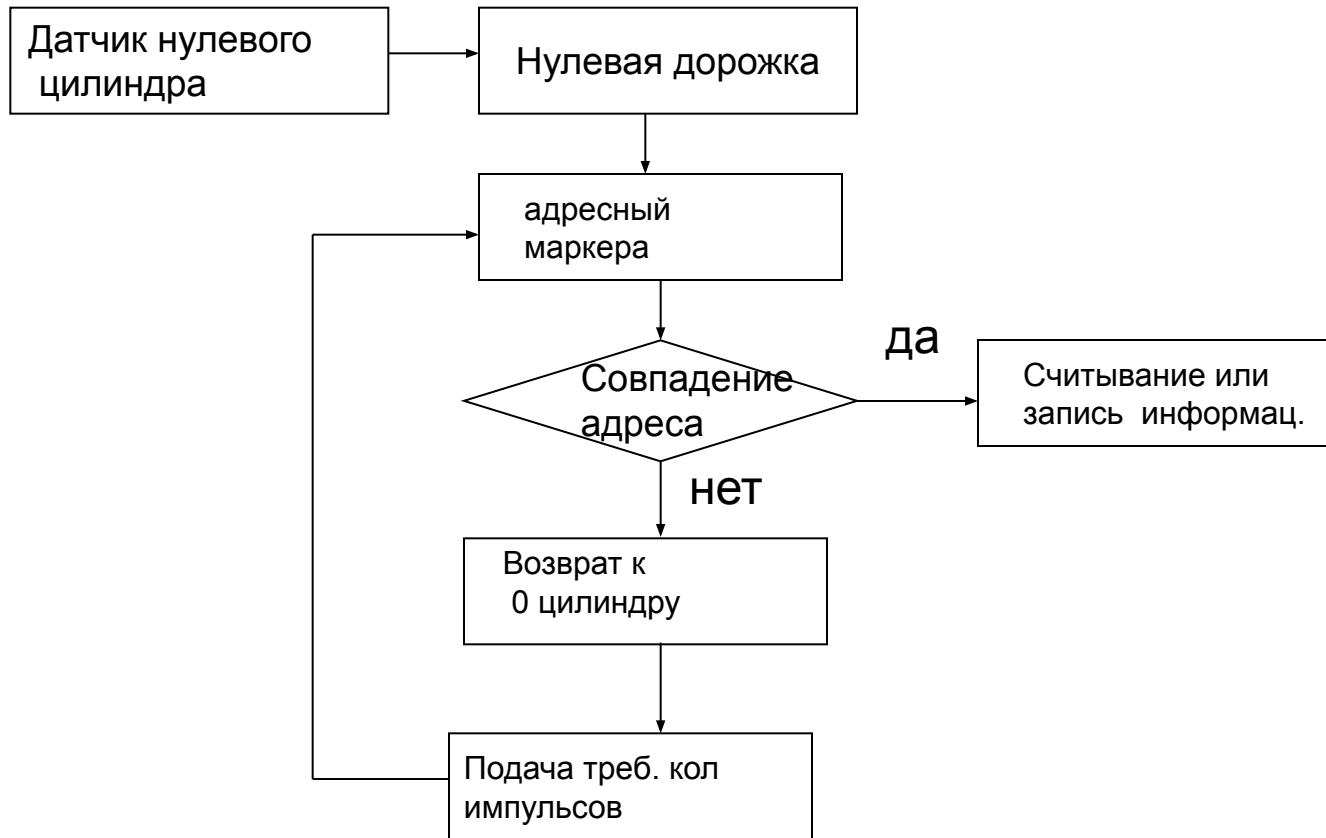 Датчик нулевого
цилиндра
Нулевая дорожка
адресный
маркера
Совпадение
адреса
да
Считывание или
запись информац.
нет
Возврат к
0 цилиндру
Подача треб. кол
импульсов